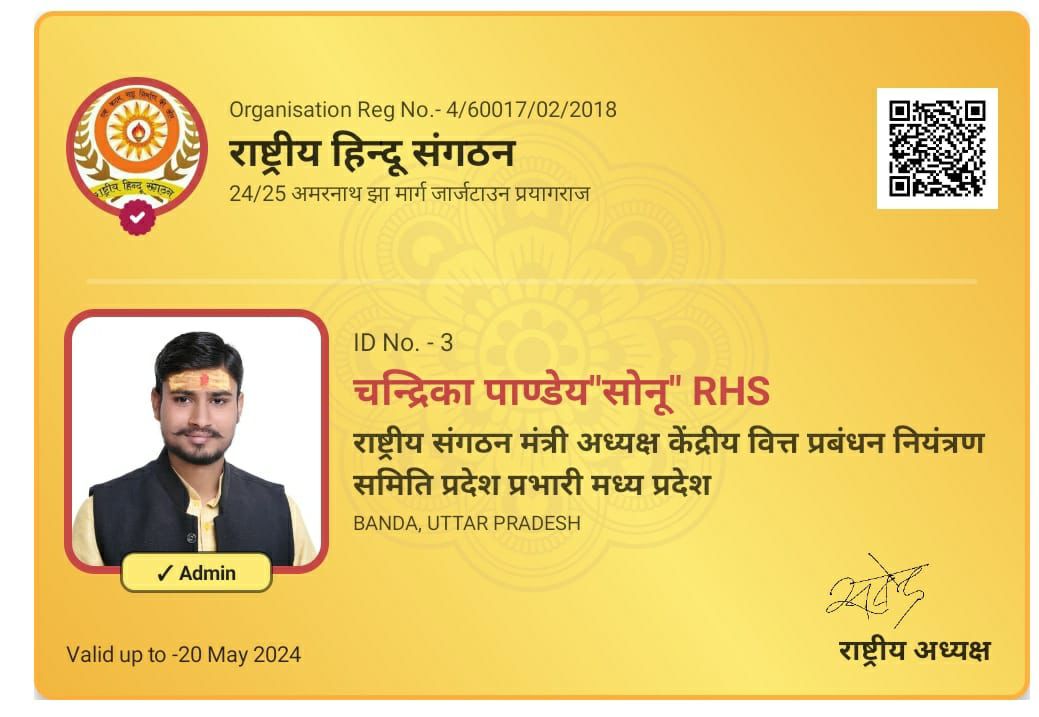 Organisation Reg No.- 4/60017/02/2018
राष्ट्रीय हिन्दू संगठन
24/25 अमरनाथ झा मार्ग जार्जटाउन प्रयागराज
राष्ट्रीय हिन्दू संगठन
ID No. - 3
चन्द्रिका पाण्डेय"सोनू" RHS
राष्ट्रीय संगठन मंत्री अध्यक्ष केंद्रीय वित्त प्रबंधन नियंत्रण
समिति प्रदेश प्रभारी मध्य प्रदेश
BANDA, UTTAR PRADESH
✓ Admin
Valid up to -20 May 2024
राष्ट्रीय अध्यक्ष